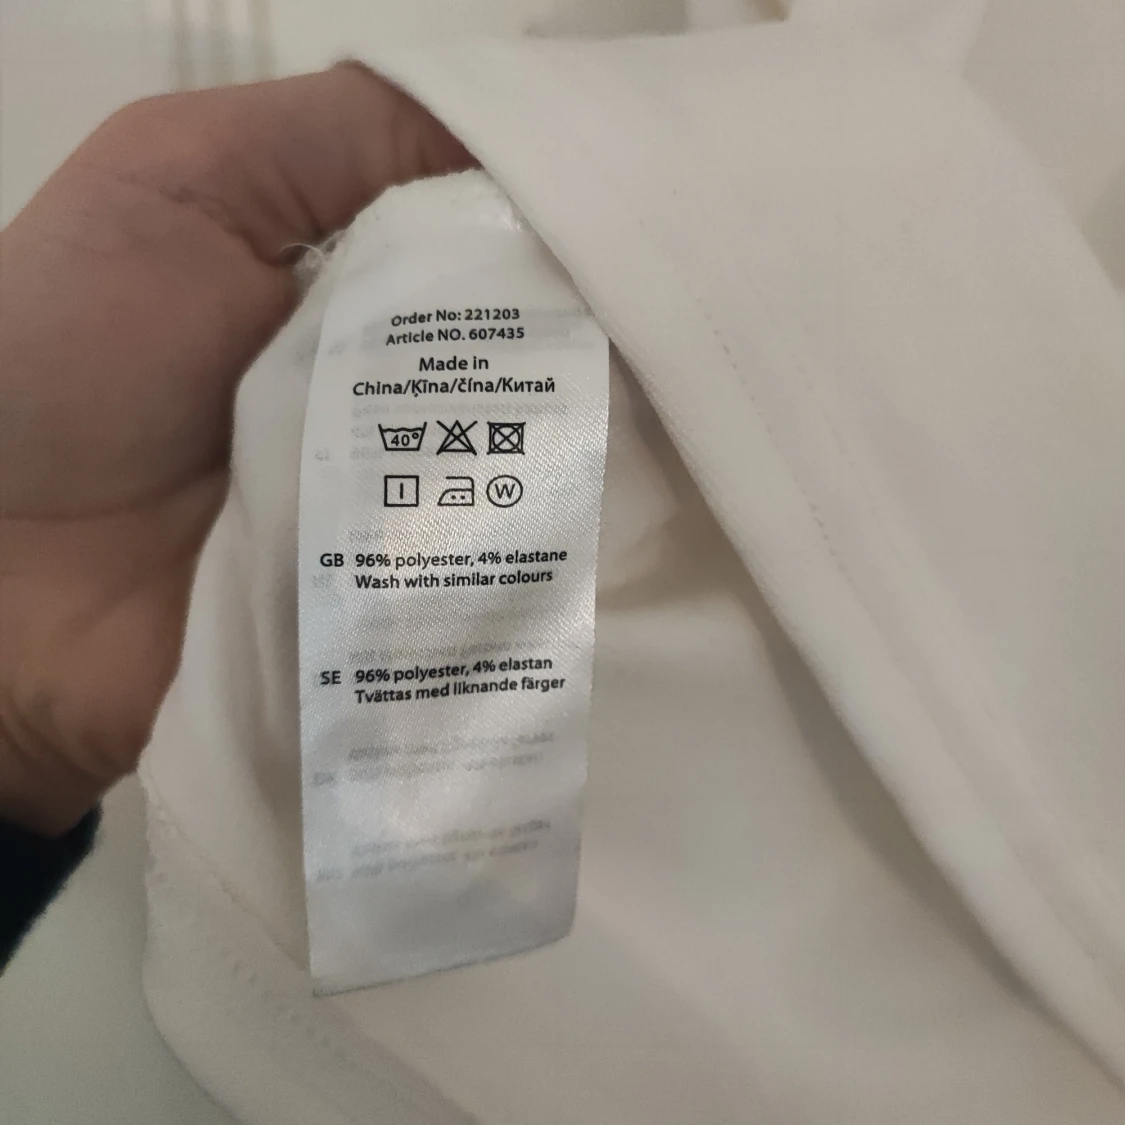 Order No: 221203
Article NO. 607435
Made in
China/Ķīna/čína/Китай
40°
I W
GB 96% polyester, 4% elastane
Wash with similar colours
SE 96% polyester, 4% elastan
Tvättas med liknande färger